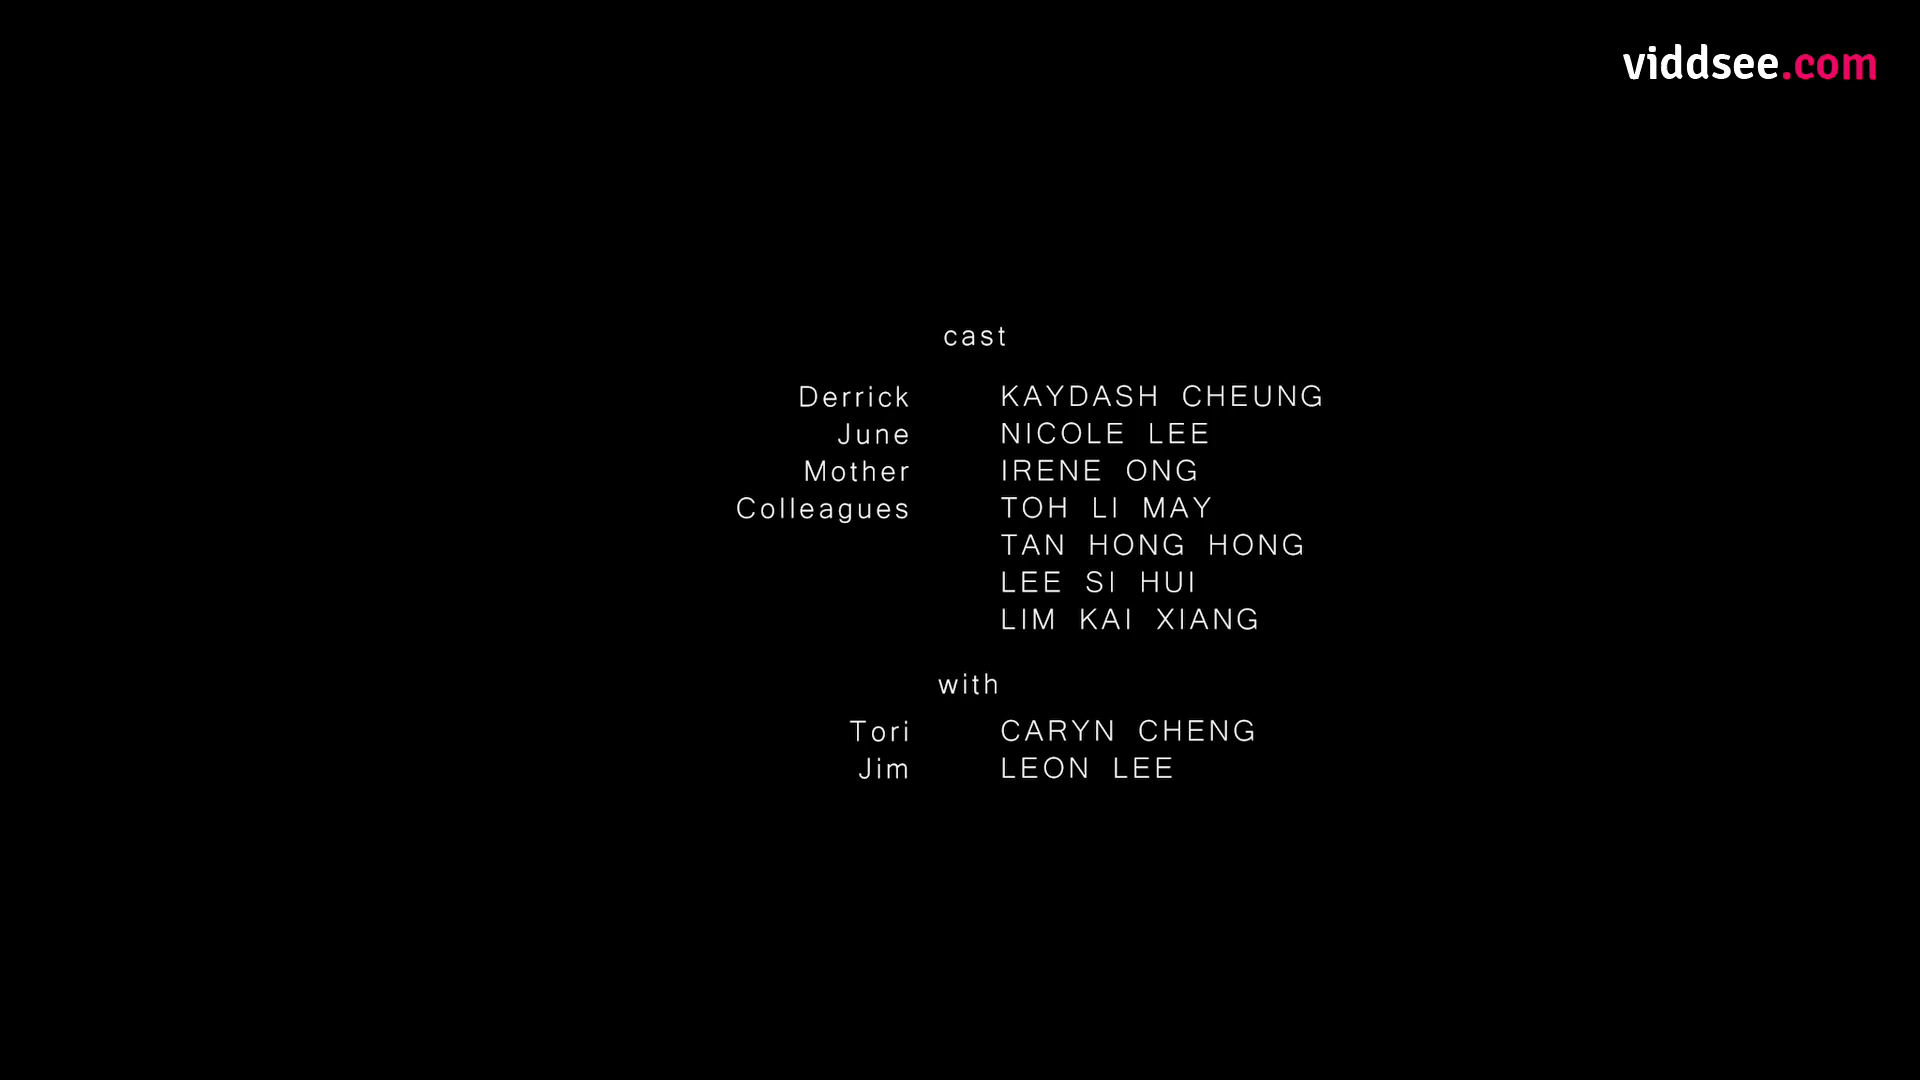 viddsee.com
cast
Derrick KAYDASH CHEUNG
June NICOLE LEE
Mother IRENE ONG
Colleagues TOH LI MAY
TAN HONG HONG
LEE SI HUI
LIM KAI XIANG
with
Tori CARYN CHENG
Jim LEON LEE